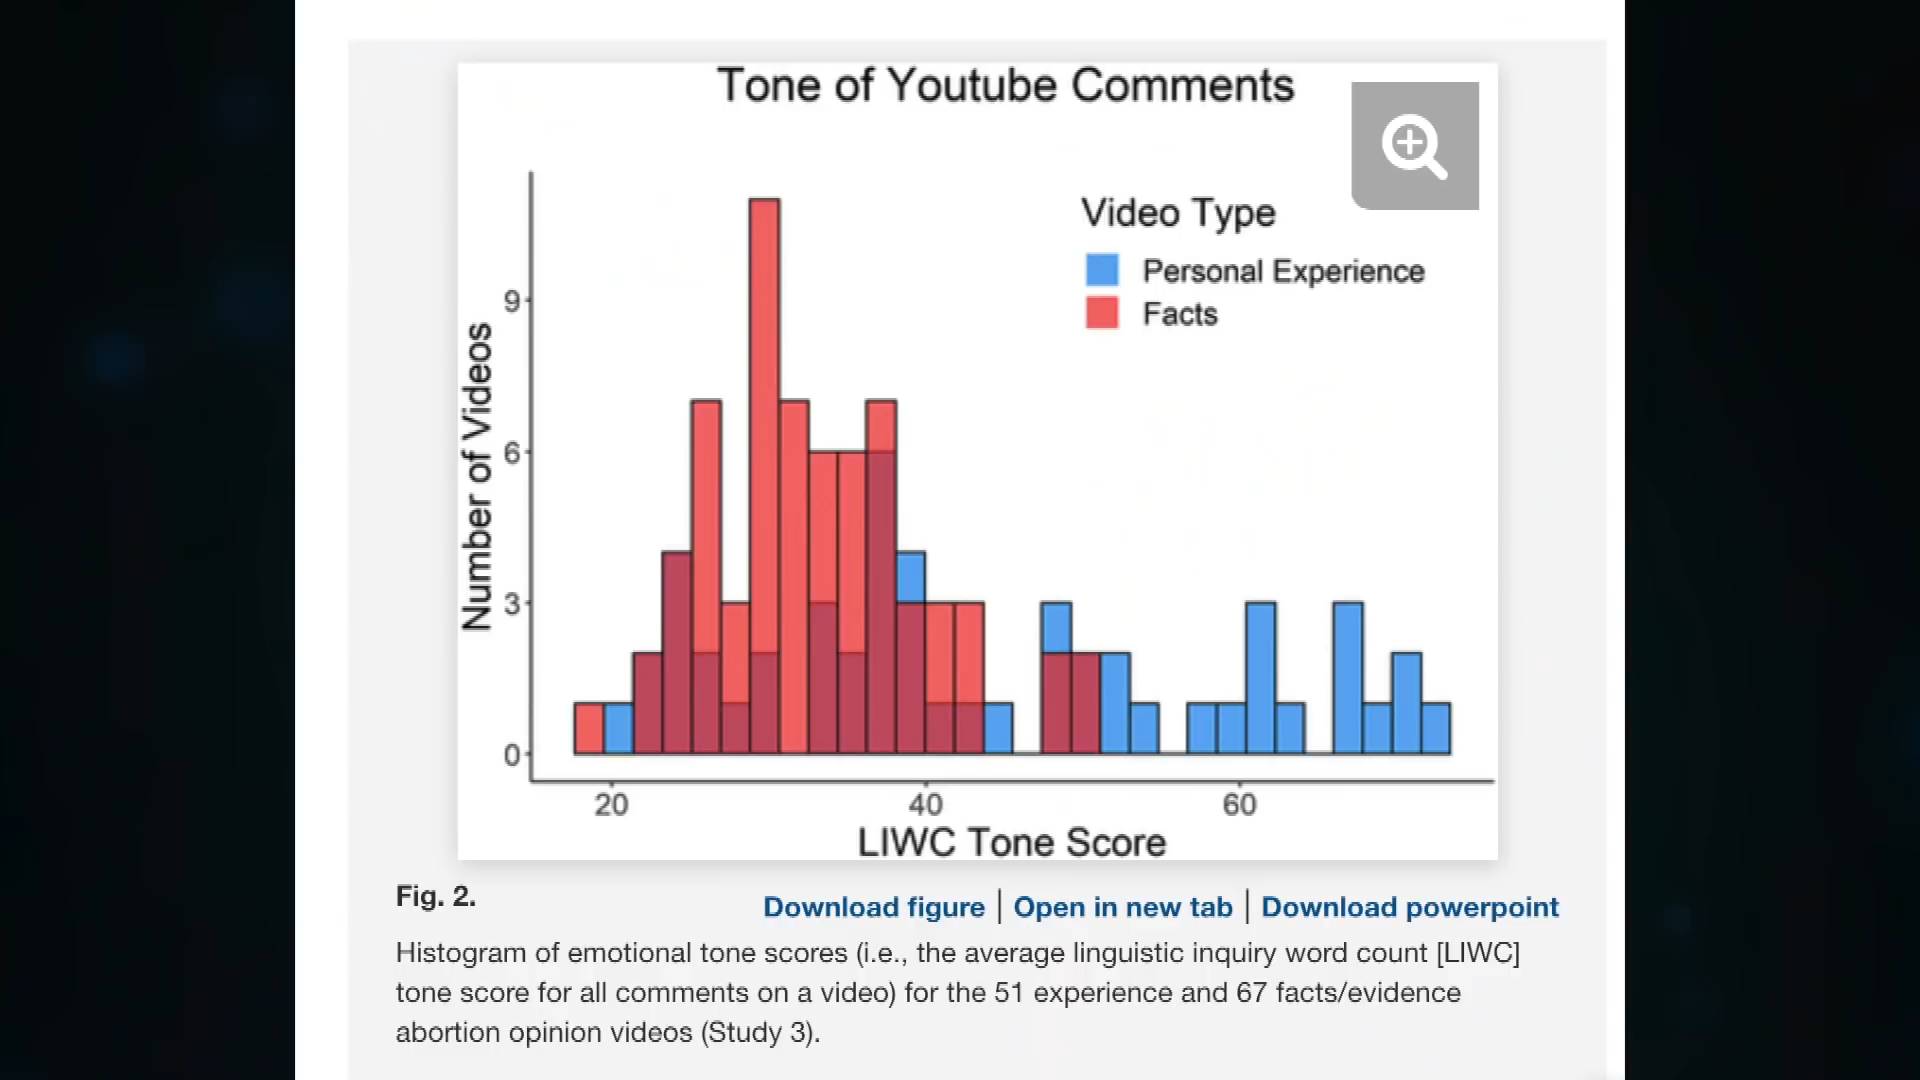 Tone of Youtube Comments
Video Type
Personal Experience
Facts
Number of Videos
9
6
3
0
20 40 60
LIWC Tone Score
Fig. 2.
Download figure | Open in new tab | Download powerpoint
Histogram of emotional tone scores (i.e., the average linguistic inquiry word count [LIWC]
tone score for all comments on a video) for the 51 experience and 67 facts/evidence
abortion opinion videos (Study 3).